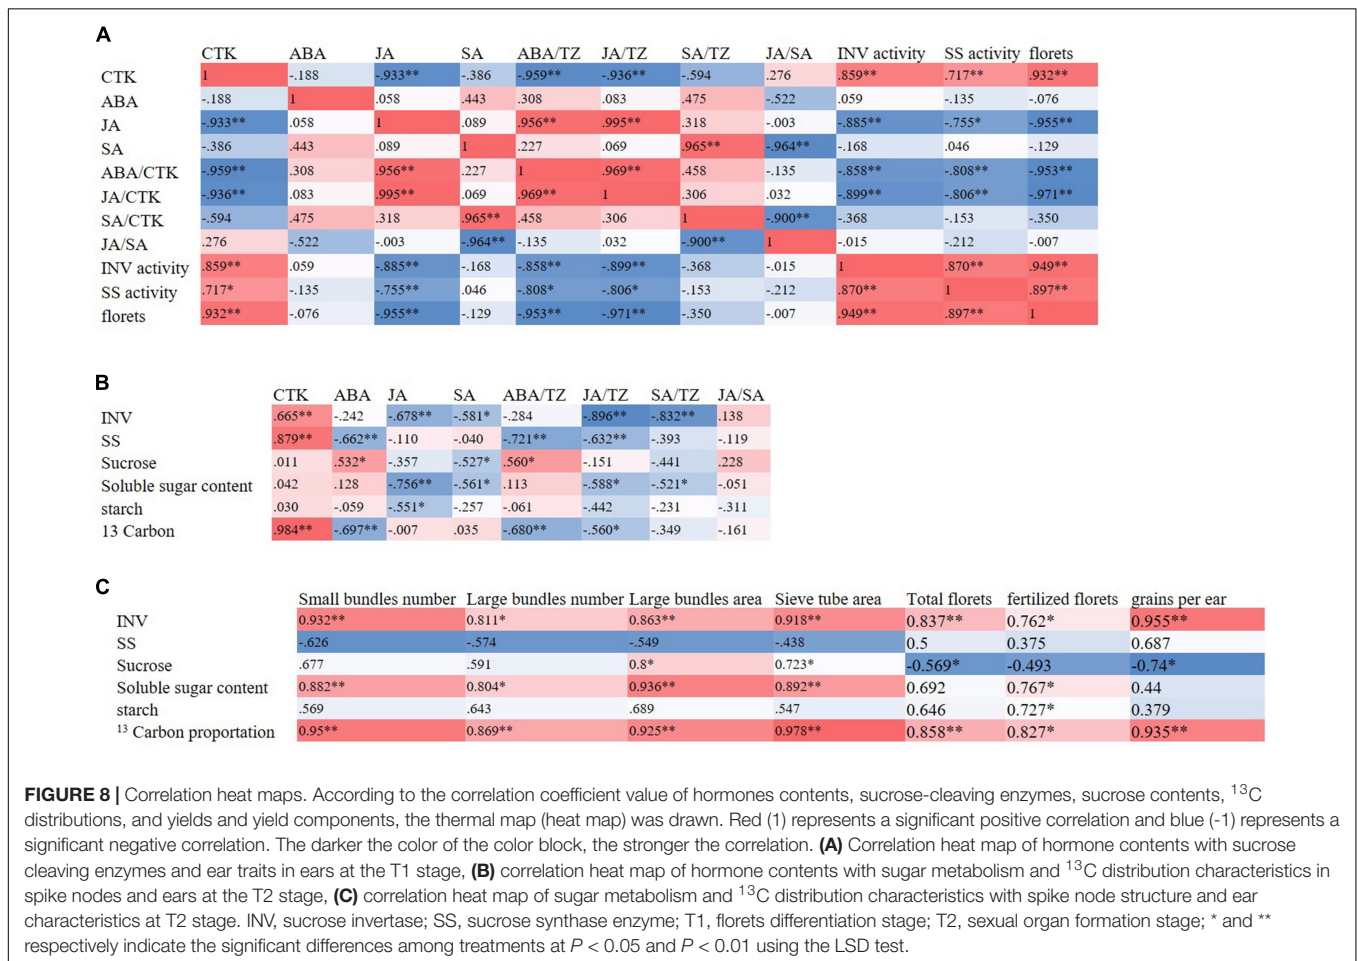 A
CTK ABA JA SA ABA/TZ JA/TZ SA/TZ JA/SA INV activity SS activity florets
CTK 1 -.188 -.933** -.386 -.959** -.936** -.594 .276 .859** .717** .932**
ABA -.188 1 .058 .443 .308 .083 .475 -.522 .059 -.135 -.076
JA -.933** .058 1 .089 .956** .995** .318 -.003 -.885** -.755* -.955**
SA -.386 .443 .089 1 .227 .069 .965** -.964** -.168 .046 -.129
ABA/CTK -.959** .308 .956** .227 1 .969** .458 -.135 -.858** -.808** -.953**
JA/CTK -.936** .083 .995** .069 .969** 1 .306 .032 -.899** -.806** -.971**
SA/CTK -.594 .475 .318 .965** .458 .306 1 -.900** -.368 -.153 -.350
JA/SA .276 -.522 -.003 -.964** -.135 .032 -.900** 1 -.015 -.212 -.007
INV activity .859** .059 -.885** -.168 -.858** -.899** -.368 -.015 1 .870** .949**
SS activity .717* -.135 -.755** .046 -.808* -.806* -.153 -.212 .870** 1 .897**
florets .932** -.076 -.955** -.129 -.953** -.971** -.350 -.007 .949** .897** 1
B
CTK ABA JA SA ABA/TZ JA/TZ SA/TZ JA/SA
INV .665** -.242 -.678** -.581* -.284 -.896** -.832** .138
SS .879** -.662** -.110 -.040 -.721** -.632** -.393 -.119
Sucrose .011 .532* -.357 -.527* .560* -.151 -.441 .228
Soluble sugar content .042 .128 -.756** -.561* .113 -.588* -.521* -.051
starch .030 -.059 -.551* -.257 -.061 -.442 -.231 -.311
13 Carbon .984** -.697** -.007 .035 -.680** -.560* -.349 -.161
C
Small bundles number Large bundles number Large bundles area Sieve tube area Total florets fertilized florets grains per ear
INV 0.932** 0.811* 0.863** 0.918** 0.837** 0.762* 0.955**
SS -.626 -.574 -.549 -.438 0.5 0.375 0.687
Sucrose .677 .591 0.8* 0.723* -0.569* -0.493 -0.74*
Soluble sugar content 0.882** 0.804* 0.936** 0.892** 0.692 0.767* 0.44
starch .569 .643 .689 .547 0.646 0.727* 0.379
¹³ Carbon proportation 0.95** 0.869** 0.925** 0.978** 0.858** 0.827* 0.935**
FIGURE 8 | Correlation heat maps. According to the correlation coefficient value of hormones contents, sucrose-cleaving enzymes, sucrose contents, ¹³C
distributions, and yields and yield components, the thermal map (heat map) was drawn. Red (1) represents a significant positive correlation and blue (-1) represents a
significant negative correlation. The darker the color of the color block, the stronger the correlation. (A) Correlation heat map of hormone contents with sucrose
cleaving enzymes and ear traits in ears at the T1 stage, (B) correlation heat map of hormone contents with sugar metabolism and ¹³C distribution characteristics in
spike nodes and ears at the T2 stage, (C) correlation heat map of sugar metabolism and ¹³C distribution characteristics with spike node structure and ear
characteristics at T2 stage. INV, sucrose invertase; SS, sucrose synthase enzyme; T1, florets differentiation stage; T2, sexual organ formation stage; * and **
respectively indicate the significant differences among treatments at P < 0.05 and P < 0.01 using the LSD test.